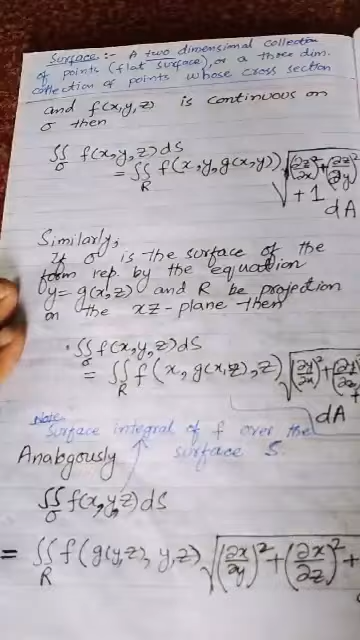 Surface:- A two dimensional collection
of points (flat surface), or a three dim.
collection of points whose cross section
and f(x,y,z) is continuous on
σ then
∬σ f(x,y,z)dS
= ∬R f(x,y,g(x,y)) √(∂z/∂x)²+(∂z/∂y)²
+1 dA
Similarly,
If σ is the surface of the
form rep. by the equation
y=g(x,z) and R be projection
on the xz-plane then
∬σ f(x,y,z)dS
= ∬R f(x, g(x,z), z) √(∂y/∂x)²+(∂y/∂z)²+
dA
Note
Surface integral of f over the
surface S.
Analogously
∬σ f(x,y,z)dS
= ∬R f(g(y,z), y,z) √(∂x/∂y)²+(∂x/∂z)²+